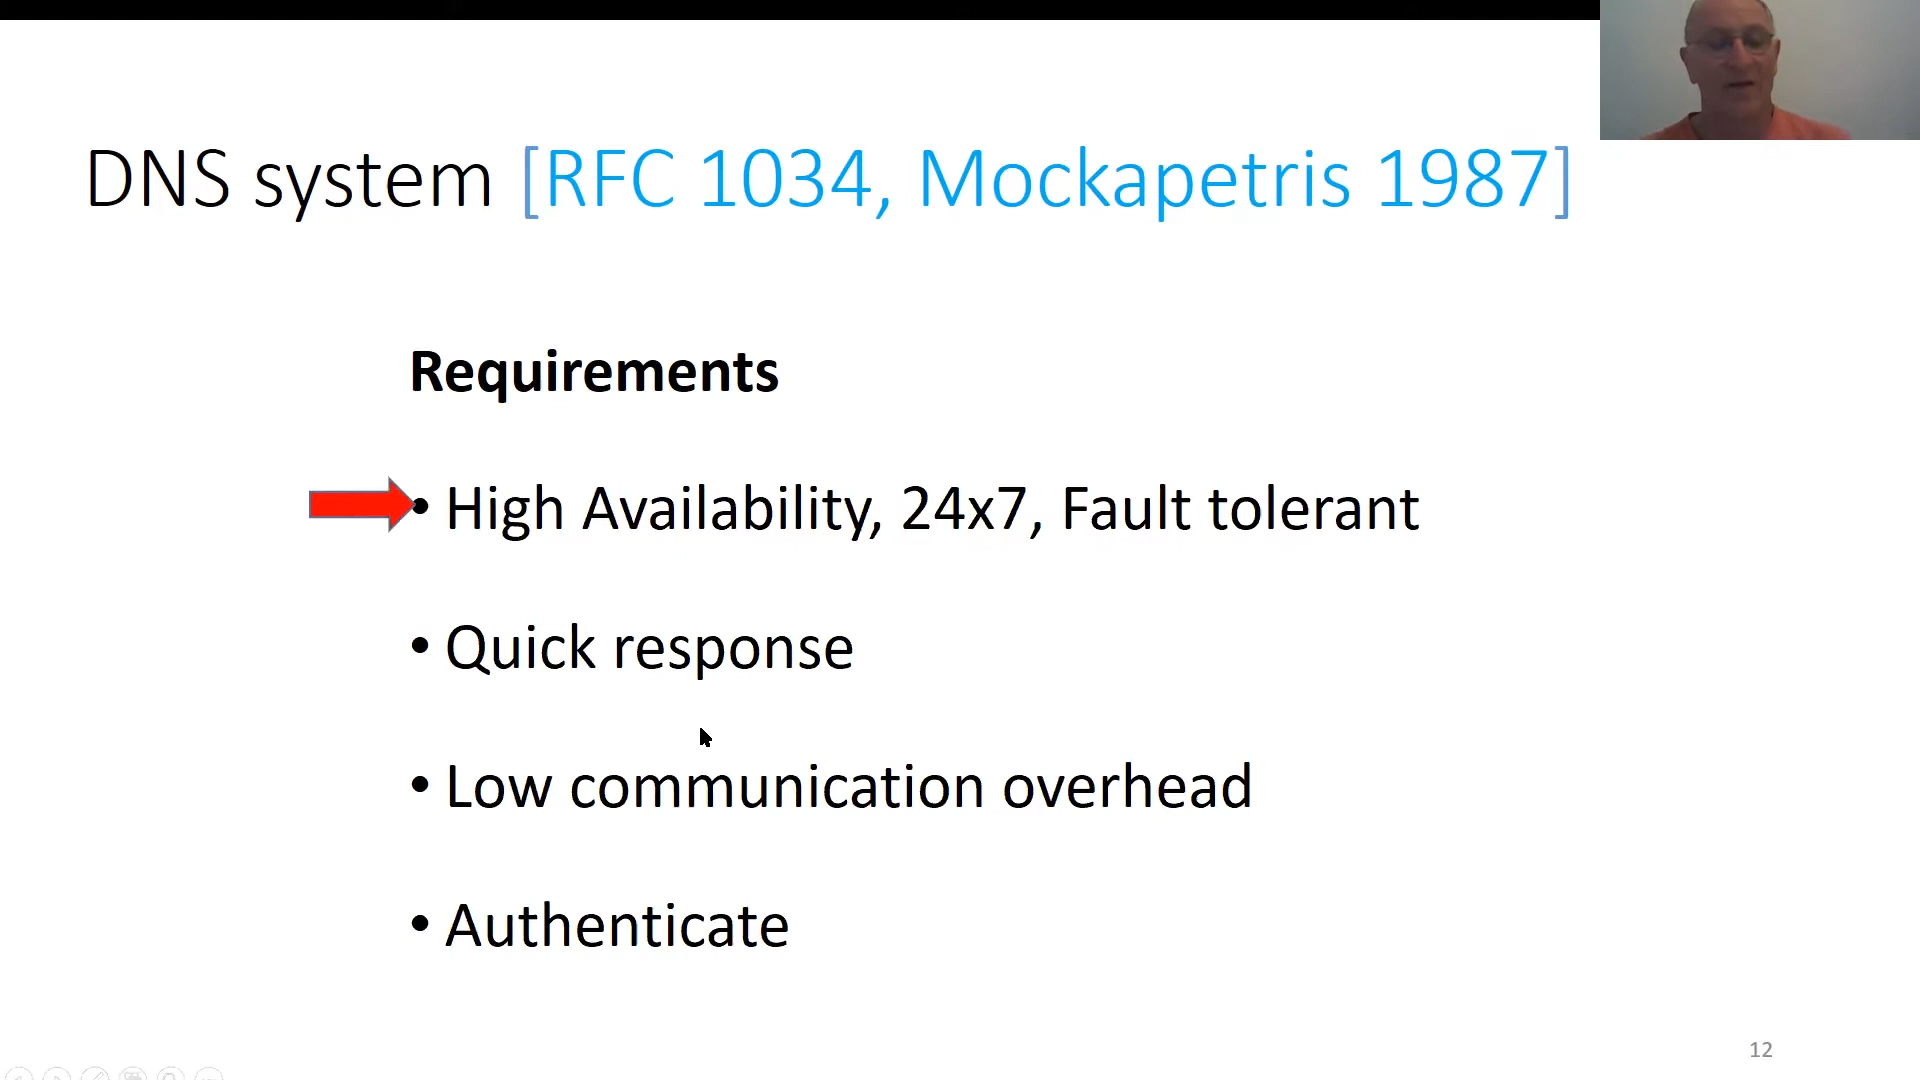 DNS system [RFC 1034, Mockapetris 1987]
Requirements
• High Availability, 24x7, Fault tolerant
• Quick response
• Low communication overhead
• Authenticate
12